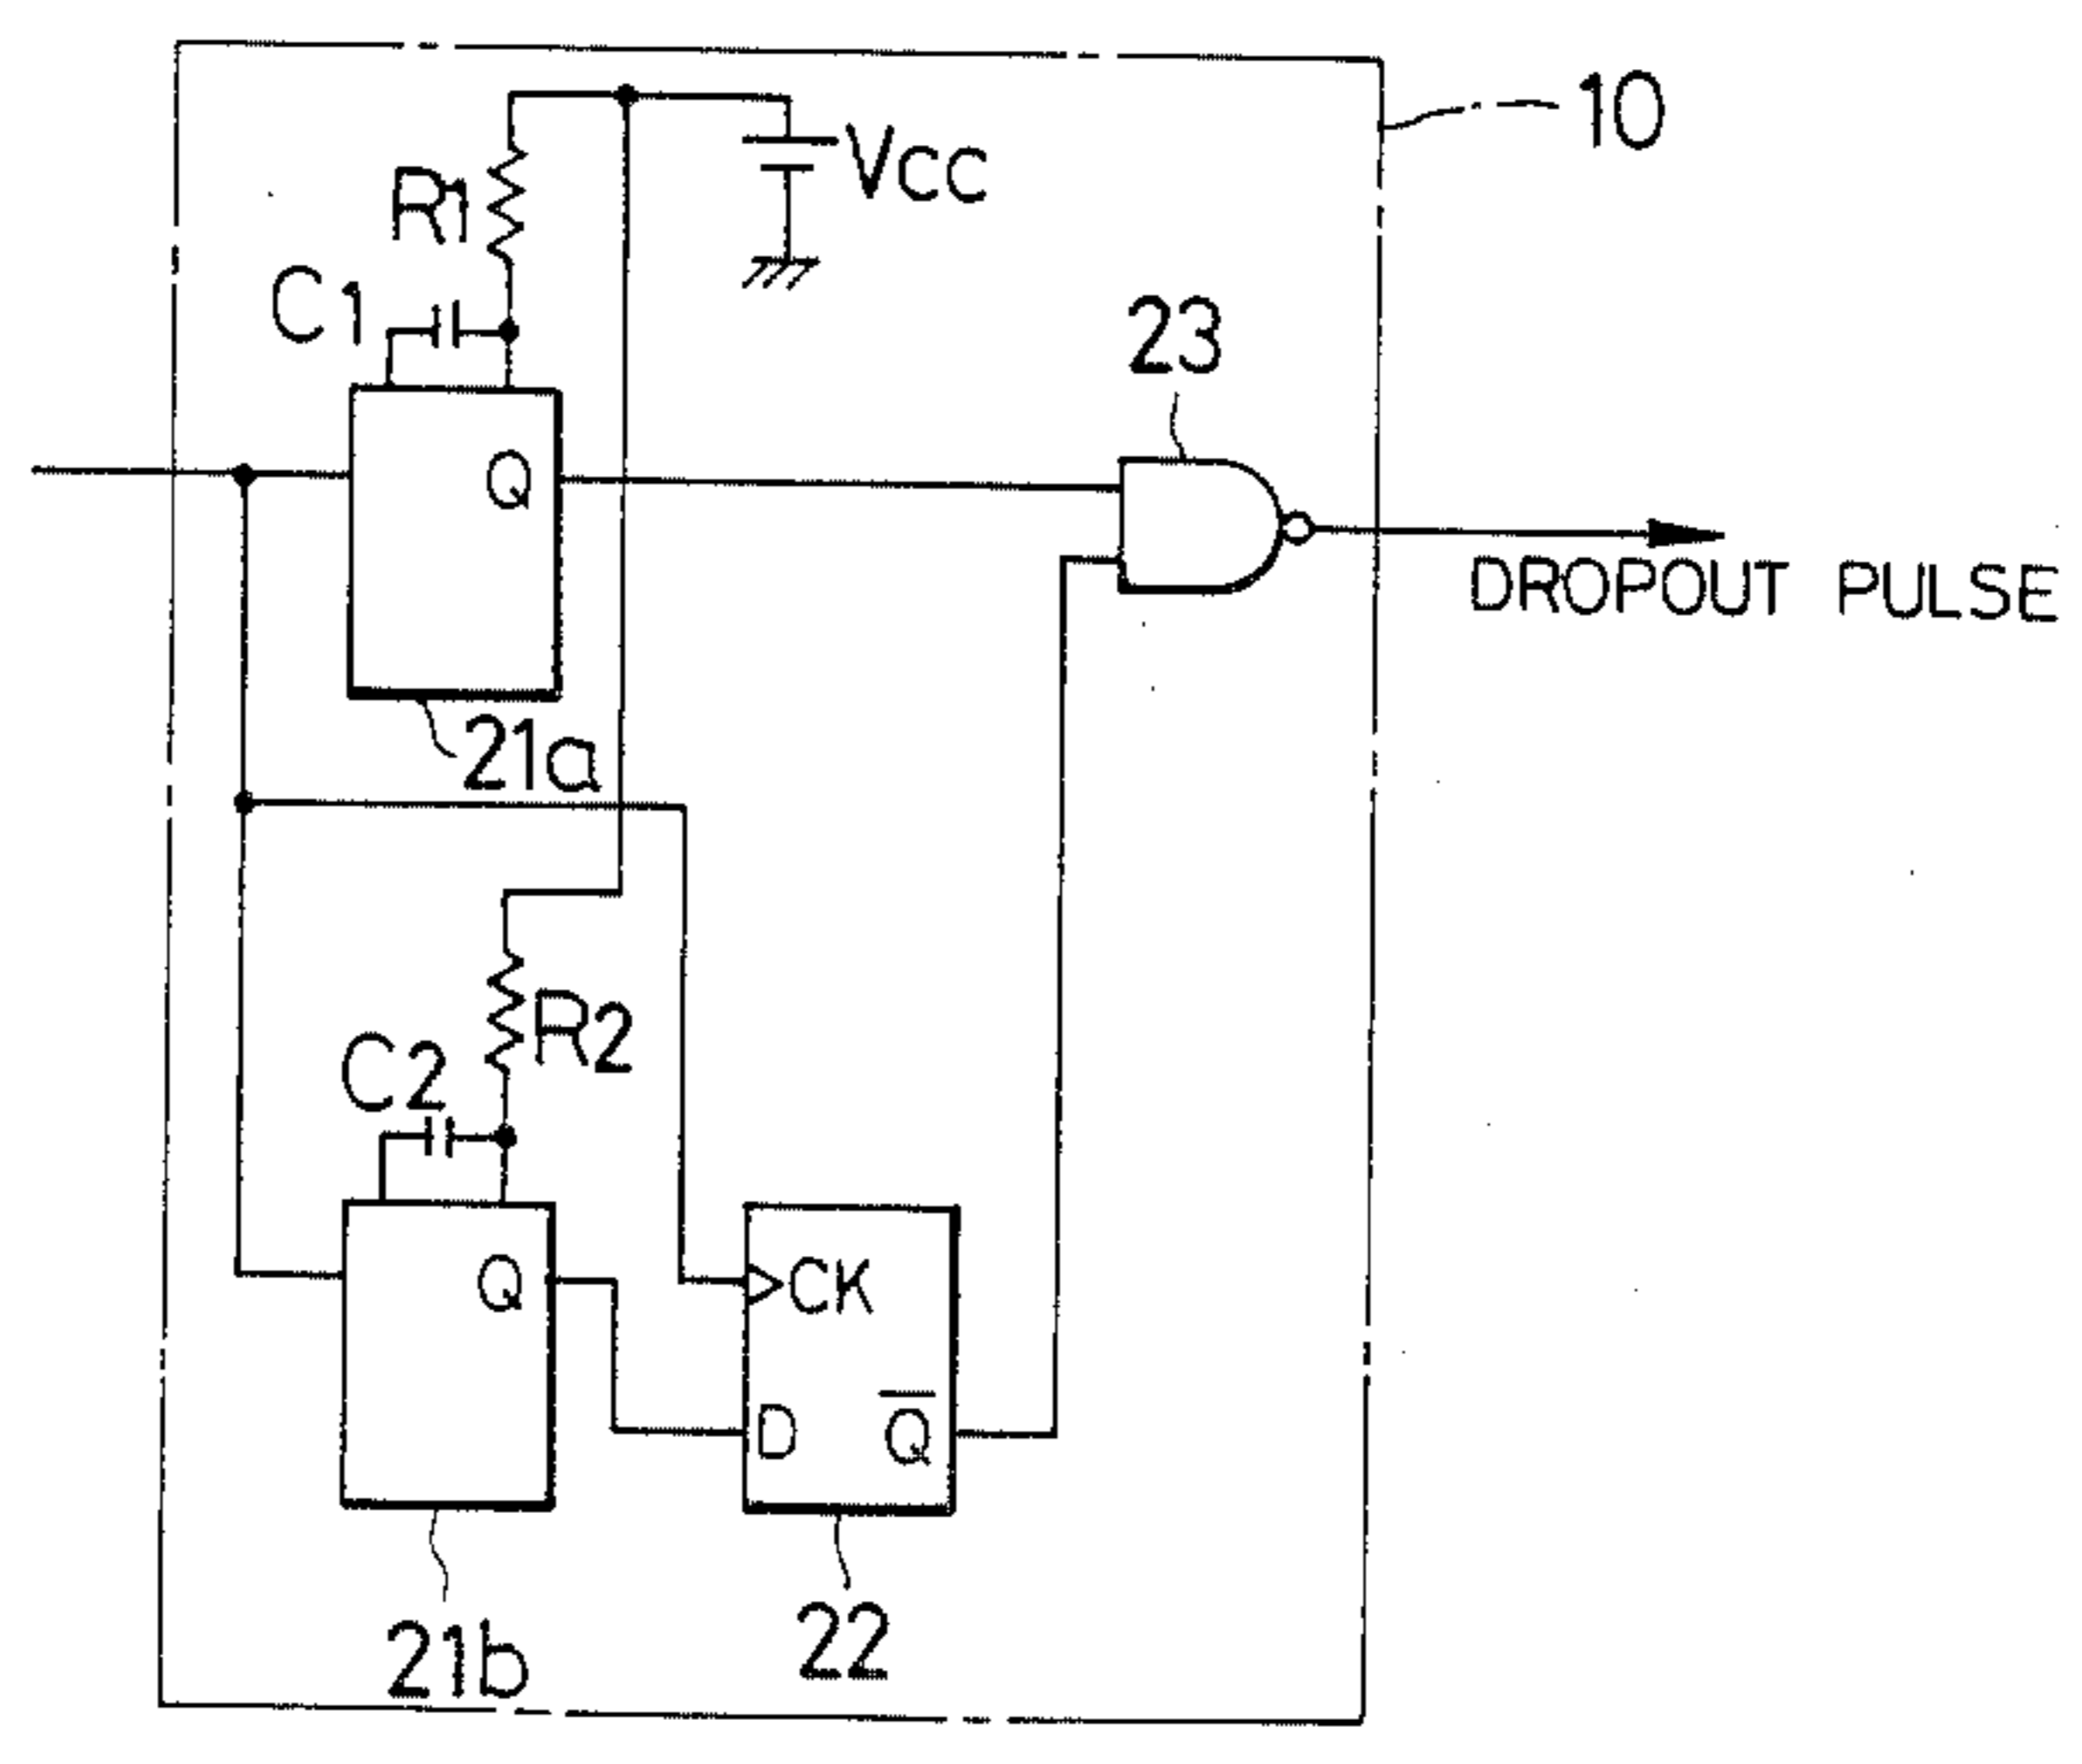 10
VCC
R1
C1
23
Q
DROPOUT PULSE
21a
R2
C2
Q
CK
D
Q̅
21b
22